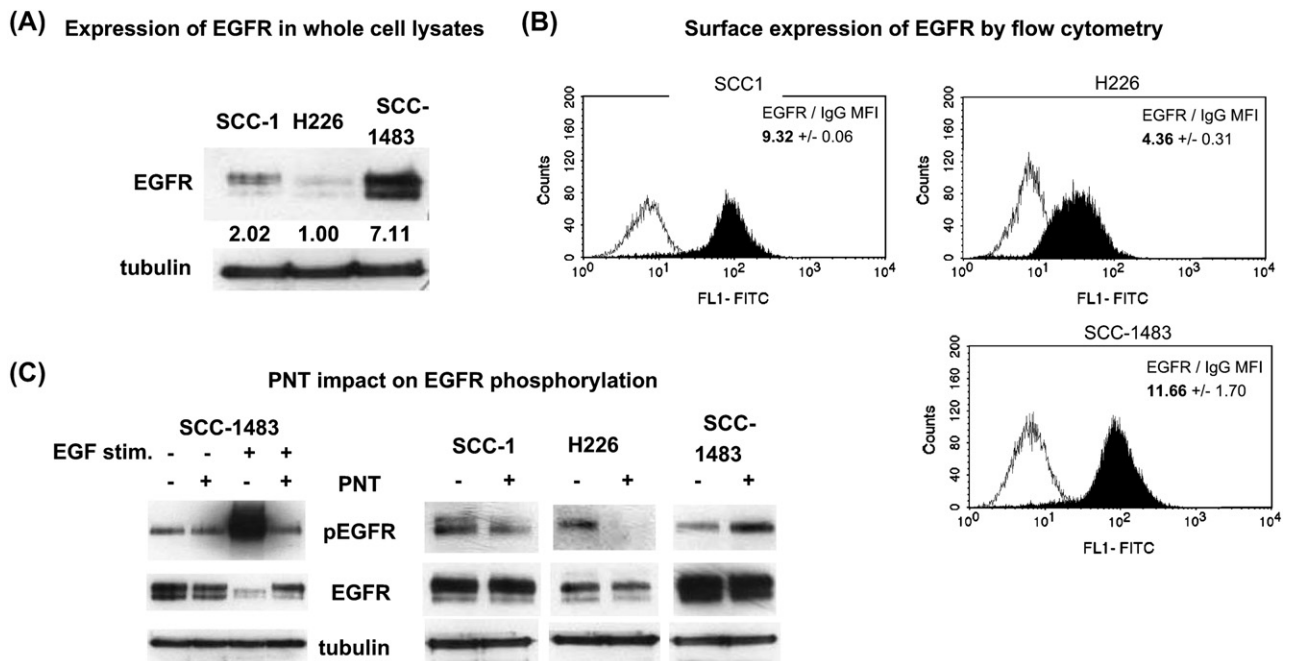 (A) Expression of EGFR in whole cell lysates
SCC-1 H226 SCC-
1483
EGFR
2.02 1.00 7.11
tubulin
(B) Surface expression of EGFR by flow cytometry
SCC1
EGFR / IgG MFI
9.32 +/- 0.06
Counts
200
160
120
80
40
0
10^0 10^1 10^2 10^3 10^4
FL1- FITC
H226
EGFR / IgG MFI
4.36 +/- 0.31
Counts
200
160
120
80
40
0
10^0 10^1 10^2 10^3 10^4
FL1- FITC
SCC-1483
EGFR / IgG MFI
11.66 +/- 1.70
Counts
200
160
120
80
40
0
10^0 10^1 10^2 10^3 10^4
FL1- FITC
(C) PNT impact on EGFR phosphorylation
SCC-1483
EGF stim. - - + +
- + - + PNT
SCC-1 H226 SCC-
1483
- + - + - +
pEGFR
EGFR
tubulin